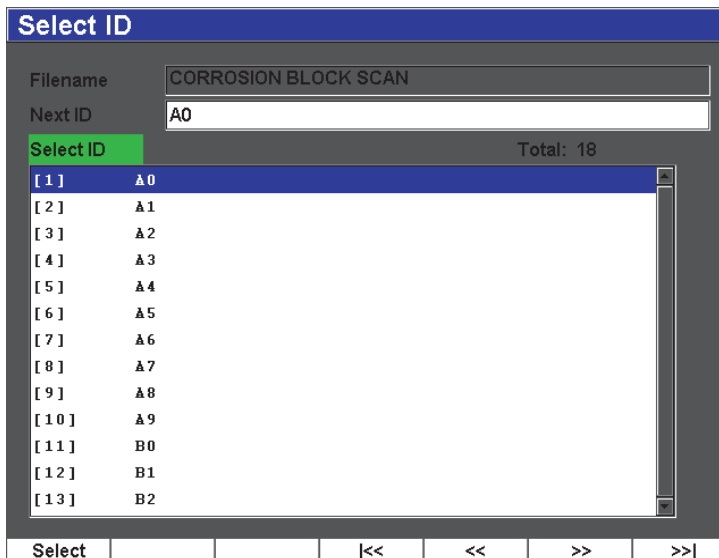 Select ID
Filename CORROSION BLOCK SCAN
Next ID A0
Select ID Total: 18
[1] A0
[2] A1
[3] A2
[4] A3
[5] A4
[6] A5
[7] A6
[8] A7
[9] A8
[10] A9
[11] B0
[12] B1
[13] B2
Select |<< << >> >>|